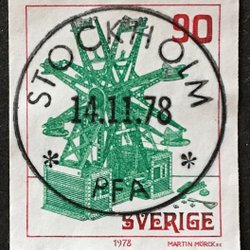 90
STOCKHOLM
14.11.78
* PFA *
SVERIGE
1978 MARTIN MÖRCK SC